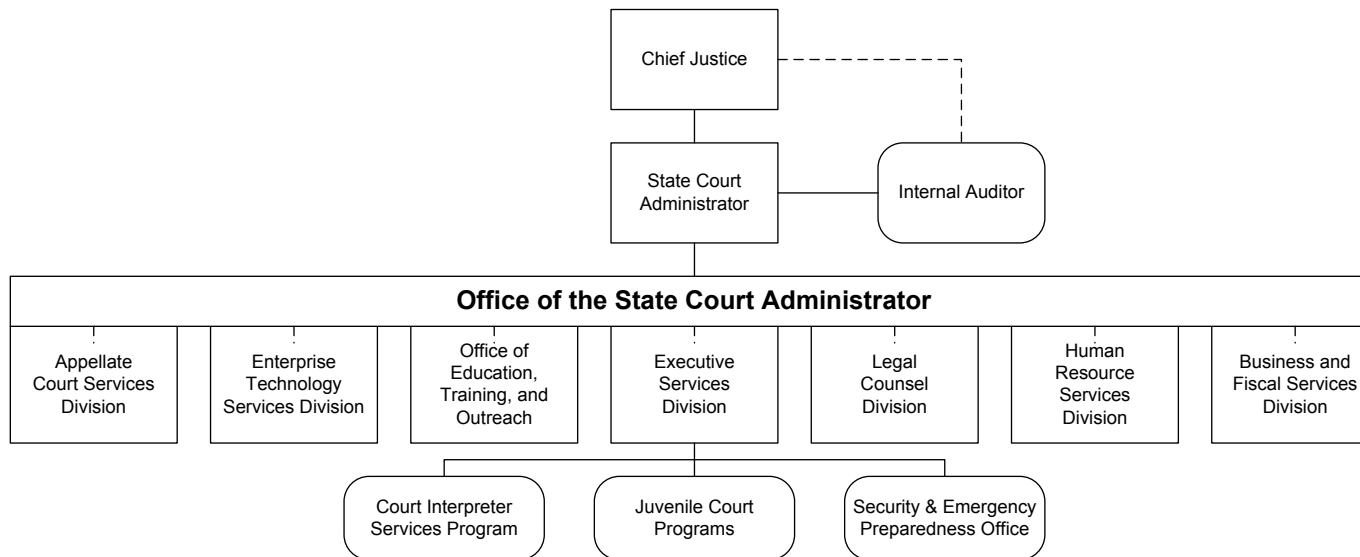 Chief Justice
State Court
Administrator
Internal Auditor
Office of the State Court Administrator
Appellate
Court Services
Division
Enterprise
Technology
Services Division
Office of
Education,
Training, and
Outreach
Executive
Services
Division
Legal
Counsel
Division
Human
Resource
Services
Division
Business and
Fiscal Services
Division
Court Interpreter
Services Program
Juvenile Court
Programs
Security & Emergency
Preparedness Office